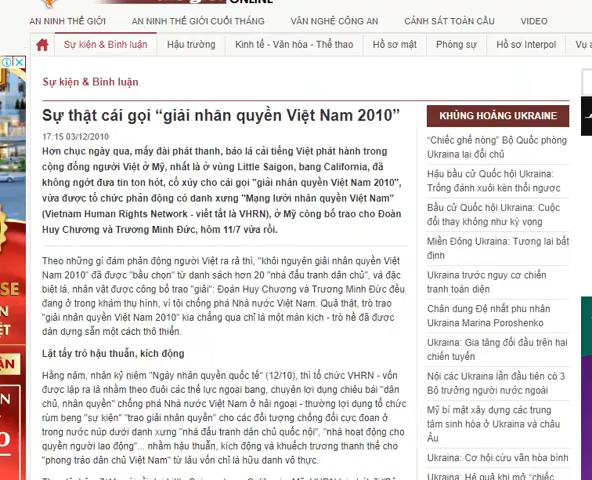 ONLINE
AN NINH THẾ GIỚI
AN NINH THẾ GIỚI CUỐI THÁNG
VĂN NGHỆ CÔNG AN
CẢNH SÁT TOÀN CẦU
VIDEO
Sự kiện & Bình luận
Hậu trường
Kinh tế - Văn hóa - Thể thao
Hồ sơ mật
Phóng sự
Hồ sơ Interpol
Vụ á
Sự kiện & Bình luận
Sự thật cái gọi “giải nhân quyền Việt Nam 2010”
17:15 03/12/2010
Hơn chục ngày qua, mấy đài phát thanh, báo lá cải tiếng Việt phát hành trong
cộng đồng người Việt ở Mỹ, nhất là ở vùng Little Saigon, bang California, đã
không ngớt đưa tin ton hót, cổ xúy cho cái gọi "giải nhân quyền Việt Nam 2010",
vừa được tổ chức phản động có danh xưng "Mạng lưới nhân quyền Việt Nam"
(Vietnam Human Rights Network - viết tắt là VHRN), ở Mỹ công bố trao cho Đoàn
Huy Chương và Trương Minh Đức, hôm 11/7 vừa rồi.
Theo những gì đám phản động người Việt ra rả thì, "khôi nguyên giải nhân quyền
Việt Nam 2010" đã được "bầu chọn" từ danh sách hơn 20 "nhà đấu tranh dân chủ", và đặc
biệt là, nhân vật được công bố trao "giải": Đoàn Huy Chương và Trương Minh Đức đều
đang ở trong khám thụ hình, vì tội chống phá Nhà nước Việt Nam. Quả thật, trò trao
"giải nhân quyền Việt Nam 2010" kia chẳng qua chỉ là một màn kịch - trò hề đã được
dàn dựng sẵn một cách thô thiển.
Lật tẩy trò hậu thuẫn, kích động
Hằng năm, nhân kỷ niệm "Ngày nhân quyền quốc tế" (12/10), thì tổ chức VHRN - vốn
được lập ra là nhằm theo đuôi các thế lực ngoại bang, chuyên lợi dụng chiêu bài "dân
chủ, nhân quyền" chống phá Nhà nước Việt Nam ở hải ngoại - thường lợi dụng tổ chức
rùm beng "sự kiện" "trao giải nhân quyền" cho các đối tượng chống đối cực đoan ở
trong nước núp dưới danh xưng "nhà đấu tranh dân chủ quốc nội", "nhà hoạt động cho
quyền người lao động"... nhằm hậu thuẫn, kích động và khuếch trương thanh thế cho
"phong trào dân chủ Việt Nam" từ lâu vốn chỉ là hữu danh vô thực.
KHỦNG HOẢNG UKRAINE
“Chiếc ghế nóng” Bộ Quốc phòng
Ukraina lại đổi chủ
Hậu bầu cử Quốc hội Ukraina:
Trống đánh xuôi kèn thổi ngược
Bầu cử Quốc hội Ukraina: Cuộc
đổi thay không như kỳ vọng
Miền Đông Ukraina: Tương lai bất
định
Ukraina trước nguy cơ chiến
tranh toàn diện
Chân dung Đệ nhất phu nhân
Ukraina Marina Poroshenko
Ukraina: Gia tăng đối đầu trên hai
chiến tuyến
Nội các Ukraina lần đầu tiên có 3
Bộ trưởng người nước ngoài
Mỹ bí mật xây dựng các trung
tâm sinh hóa ở Ukraina và châu
Âu
Ukraina: Cơ hội cứu vãn hòa bình
Ukraina: Hệ quả khi mở “chiếc